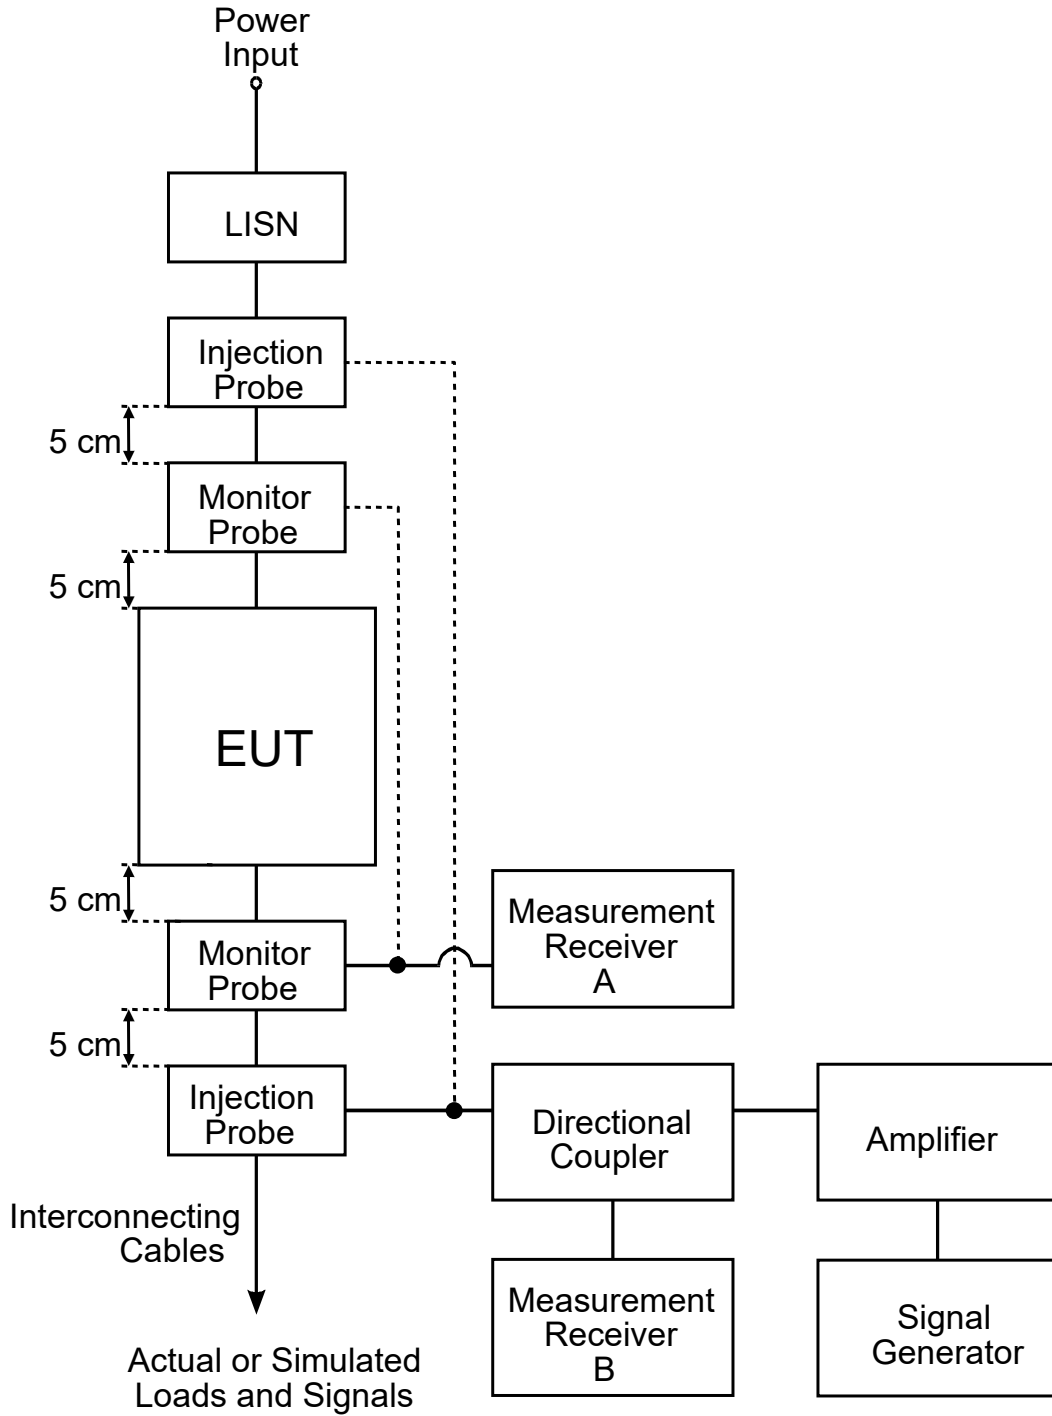 Power
Input
LISN
Injection
Probe
5 cm
Monitor
Probe
5 cm
EUT
5 cm
Monitor
Probe
Measurement
Receiver
A
5 cm
Injection
Probe
Directional
Coupler
Amplifier
Interconnecting
Cables
Measurement
Receiver
B
Signal
Generator
Actual or Simulated
Loads and Signals